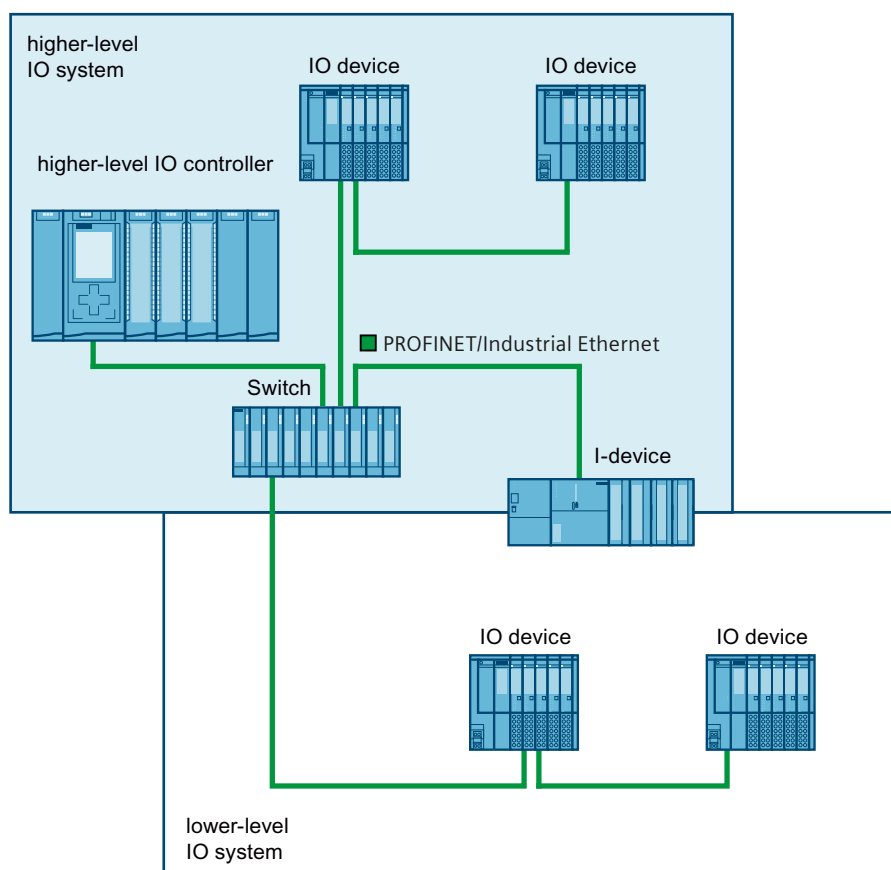 higher-level
IO system
IO device
IO device
higher-level IO controller
PROFINET/Industrial Ethernet
Switch
I-device
IO device
IO device
lower-level
IO system